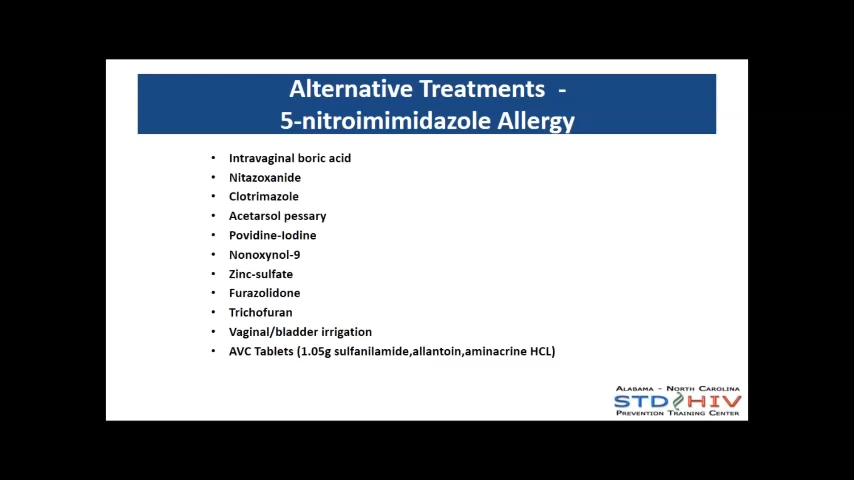 Alternative Treatments -
5-nitroimimidazole Allergy
• Intravaginal boric acid
• Nitazoxanide
• Clotrimazole
• Acetarsol pessary
• Povidine-Iodine
• Nonoxynol-9
• Zinc-sulfate
• Furazolidone
• Trichofuran
• Vaginal/bladder irrigation
• AVC Tablets (1.05g sulfanilamide,allantoin,aminacrine HCL)
ALABAMA - NORTH CAROLINA
STD HIV
PREVENTION TRAINING CENTER